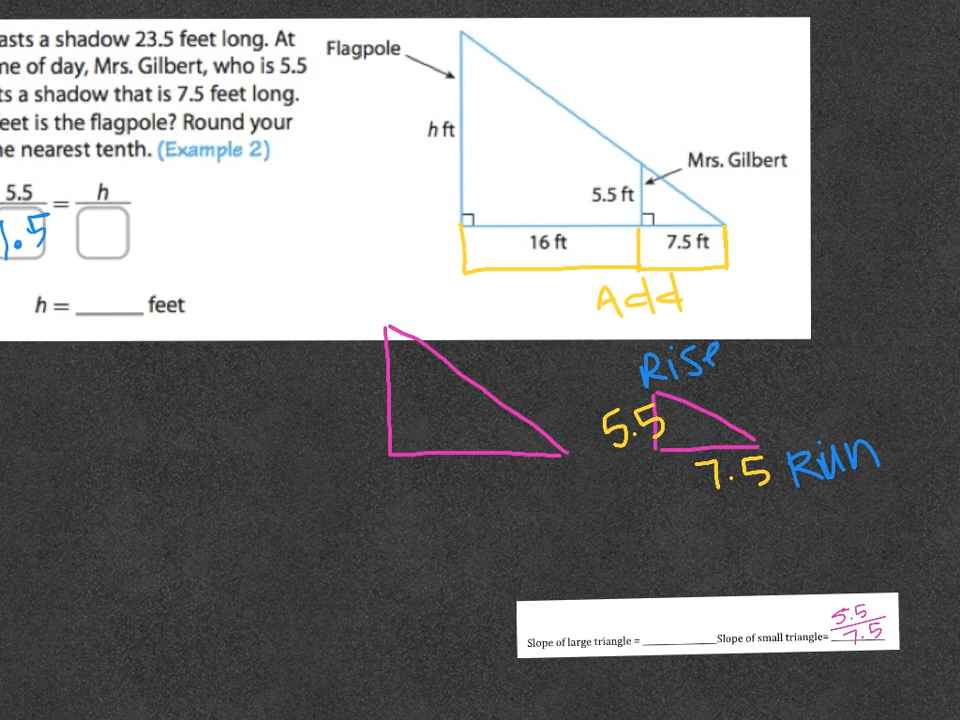 asts a shadow 23.5 feet long. At
ne of day, Mrs. Gilbert, who is 5.5
ts a shadow that is 7.5 feet long.
eet is the flagpole? Round your
ne nearest tenth. (Example 2)
Flagpole
h ft
Mrs. Gilbert
5.5 ft
16 ft
7.5 ft
Add
5.5 = h
7.5
h = ______ feet
Rise
5.5
7.5 Run
Slope of large triangle = ____________ Slope of small triangle= 5.5
7.5